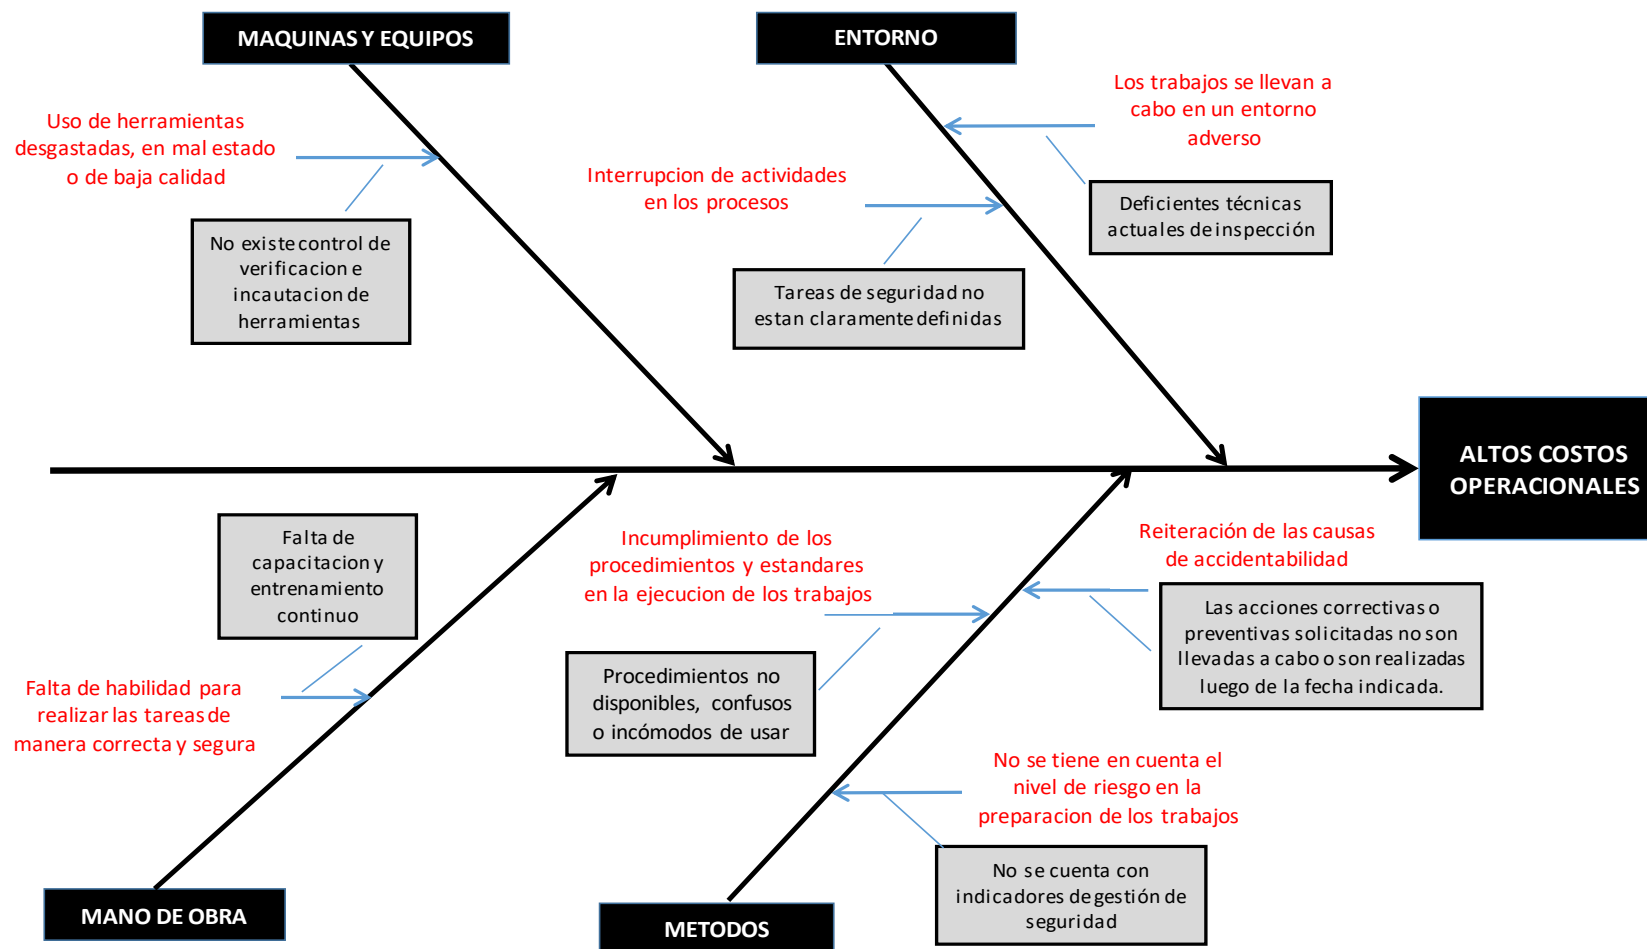 MAQUINAS Y EQUIPOS
ENTORNO
Uso de herramientas
desgastadas, en mal estado
o de baja calidad
No existe control de
verificacion e
incautacion de
herramientas
Interrupcion de actividades
en los procesos
Tareas de seguridad no
estan claramente definidas
Los trabajos se llevan a
cabo en un entorno
adverso
Deficientes técnicas
actuales de inspección
ALTOS COSTOS
OPERACIONALES
Falta de
capacitacion y
entrenamiento
continuo
Falta de habilidad para
realizar las tareas de
manera correcta y segura
Incumplimiento de los
procedimientos y estandares
en la ejecucion de los trabajos
Procedimientos no
disponibles, confusos
o incómodos de usar
Reiteración de las causas
de accidentabilidad
Las acciones correctivas o
preventivas solicitadas no son
llevadas a cabo o son realizadas
luego de la fecha indicada.
No se tiene en cuenta el
nivel de riesgo en la
preparacion de los trabajos
No se cuenta con
indicadores de gestión de
seguridad
MANO DE OBRA
METODOS